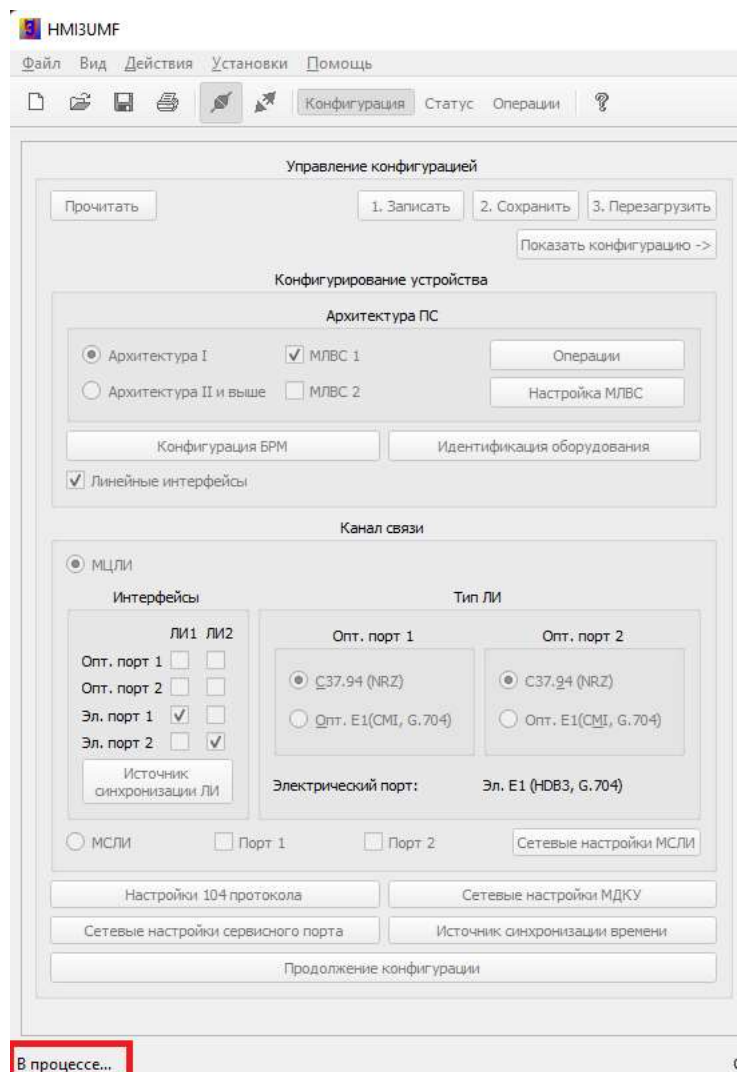 HMI3UMF
Файл Вид Действия Установки Помощь
Конфигурация Статус Операции
Управление конфигурацией
Прочитать 1. Записать 2. Сохранить 3. Перезагрузить
Показать конфигурацию ->
Конфигурирование устройства
Архитектура ПС
Архитектура I МЛВС 1 Операции
Архитектура II и выше МЛВС 2 Настройка МЛВС
Конфигурация БРМ Идентификация оборудования
Линейные интерфейсы
Канал связи
МЦЛИ
Интерфейсы Тип ЛИ
ЛИ1 ЛИ2 Опт. порт 1 Опт. порт 2
Опт. порт 1
Опт. порт 2 C37.94 (NRZ) C37.94 (NRZ)
Эл. порт 1 Опт. E1(CMI, G.704) Опт. E1(CMI, G.704)
Эл. порт 2
Источник
синхронизации ЛИ Электрический порт: Эл. E1 (HDB3, G.704)
МСЛИ Порт 1 Порт 2 Сетевые настройки МСЛИ
Настройки 104 протокола Сетевые настройки МДКУ
Сетевые настройки сервисного порта Источник синхронизации времени
Продолжение конфигурации
В процессе...